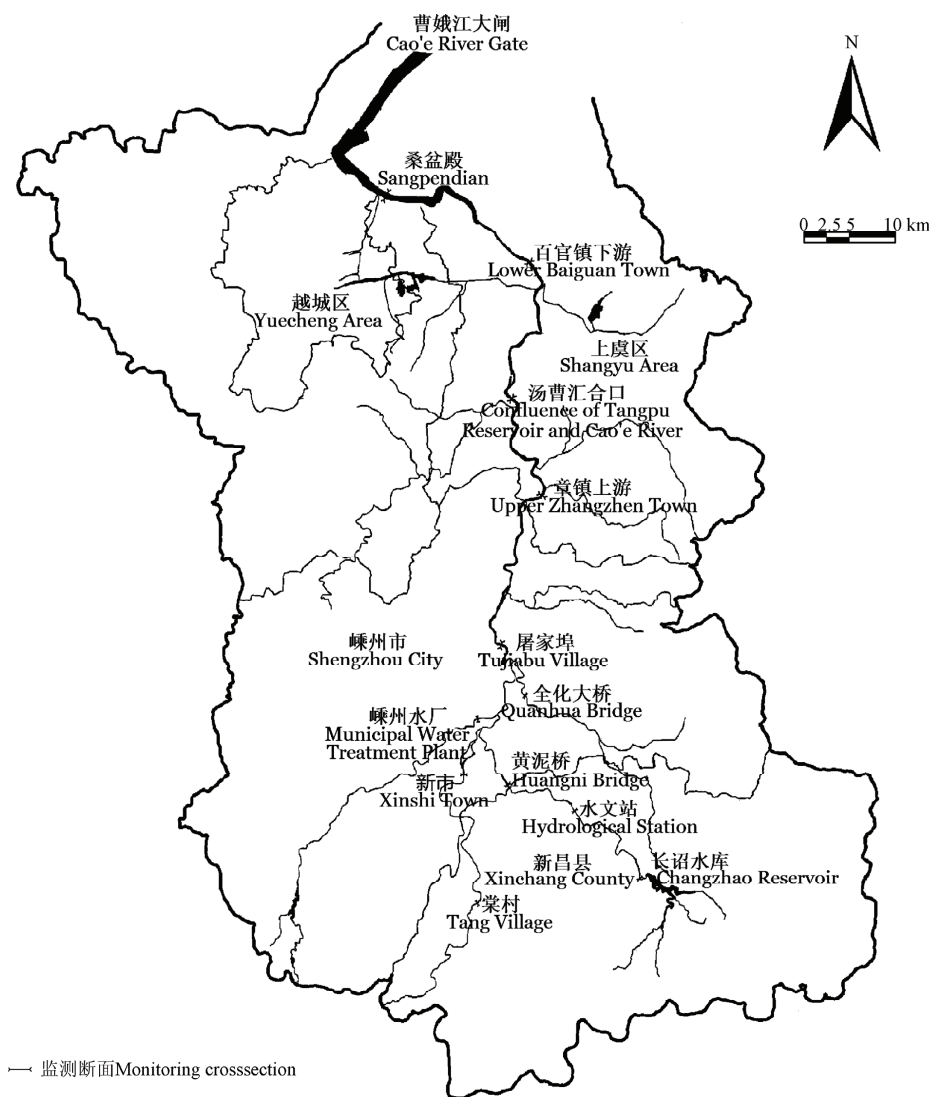 曹娥江大闸
Cao'e River Gate
N
桑盆殿
Sangpendian
0 2.5 5 10 km
百官镇下游
Lower Baiguan Town
越城区
Yuecheng Area
上虞区
Shangyu Area
汤曹汇合口
Confluence of Tangpu
Reservoir and Cao'e River
章镇上游
Upper Zhangzhen Town
嵊州市
Shengzhou City
屠家埠
Tujiabu Village
全化大桥
Quanhua Bridge
嵊州水厂
Municipal Water
Treatment Plant
黄泥桥
Huangni Bridge
新市
Xinshi Town
水文站
Hydrological Station
新昌县
Xinchang County
长诏水库
Changzhao Reservoir
棠村
Tang Village
监测断面Monitoring crosssection